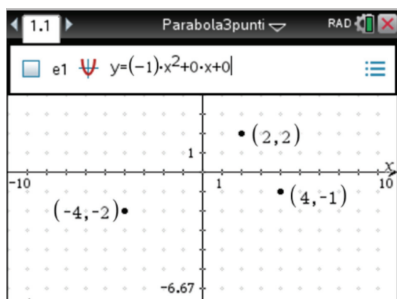 1.1 Parabola3punti RAD
e1 y=(-1)·x²+0·x+0
(2,2)
1
x
-10 1 10
(4,-1)
(-4,-2)
-6.67